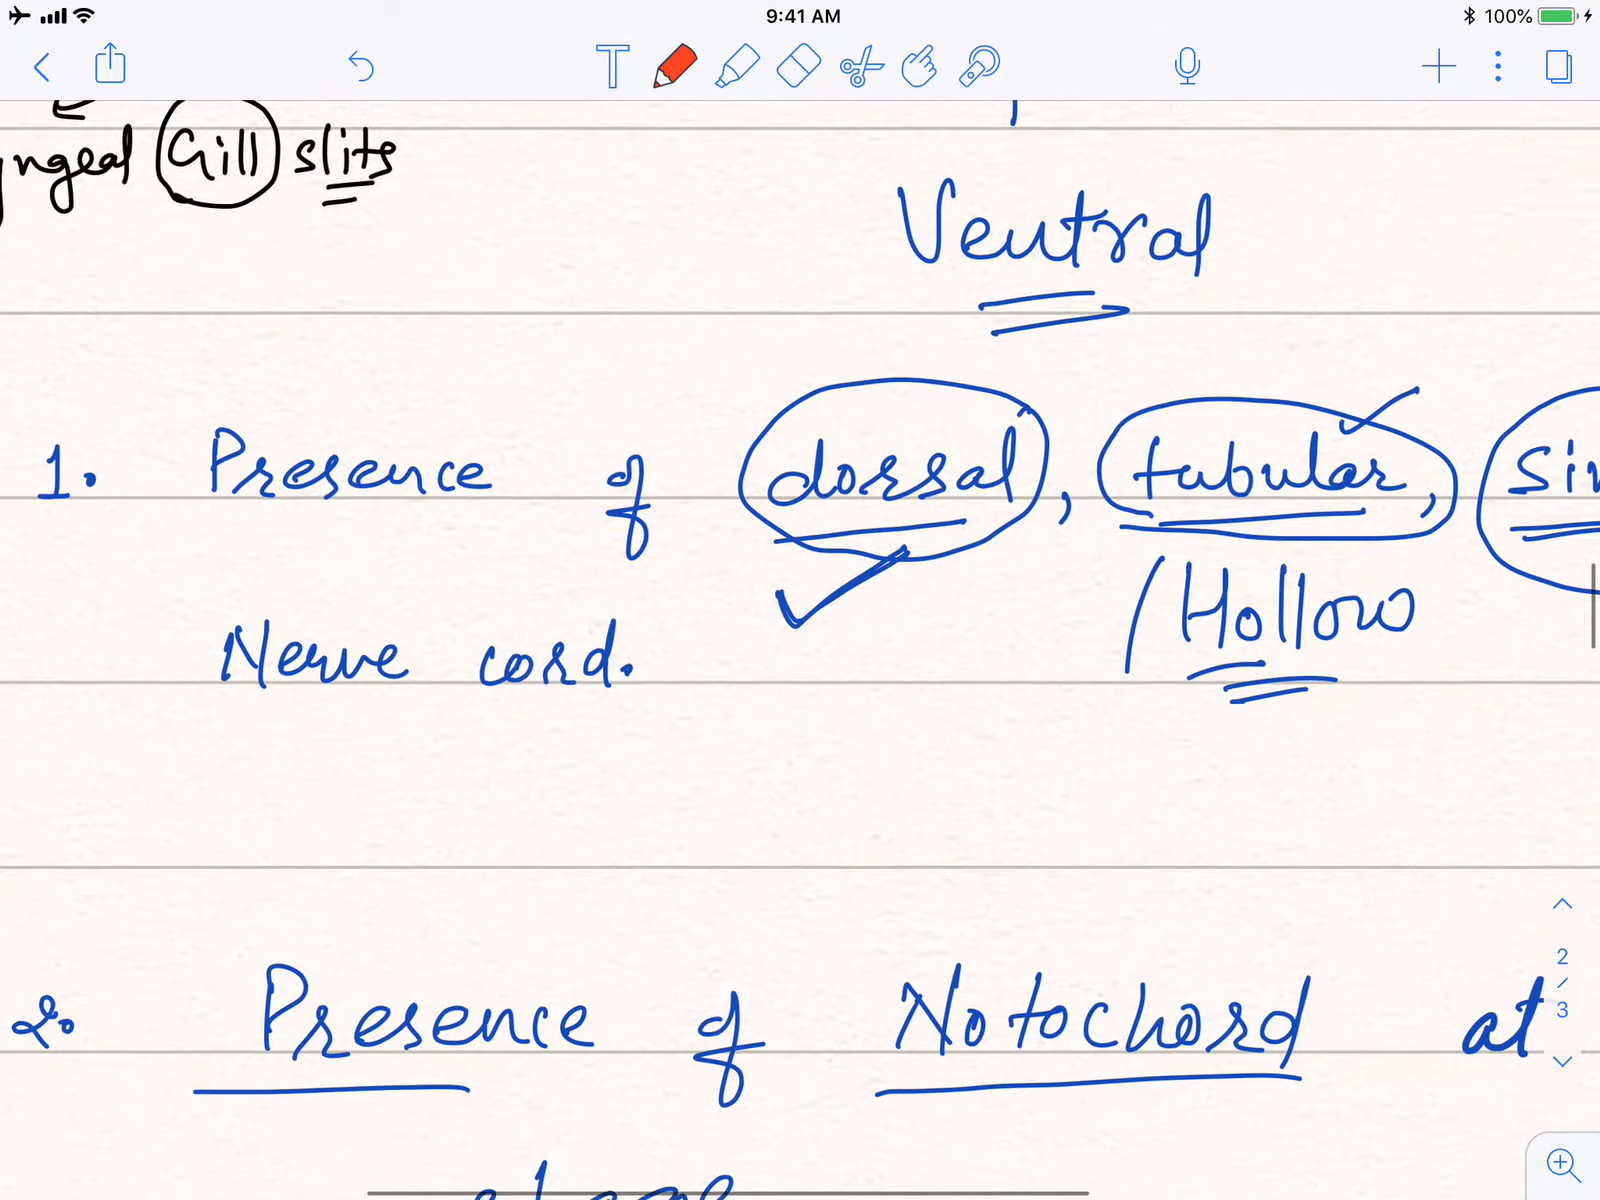 9:41 AM
100%
T
ngeal Gill slits
Ventral
1. Presence of dorsal, tubular,
/Hollow
Nerve cord.
2. Presence of Notochord at
2/3